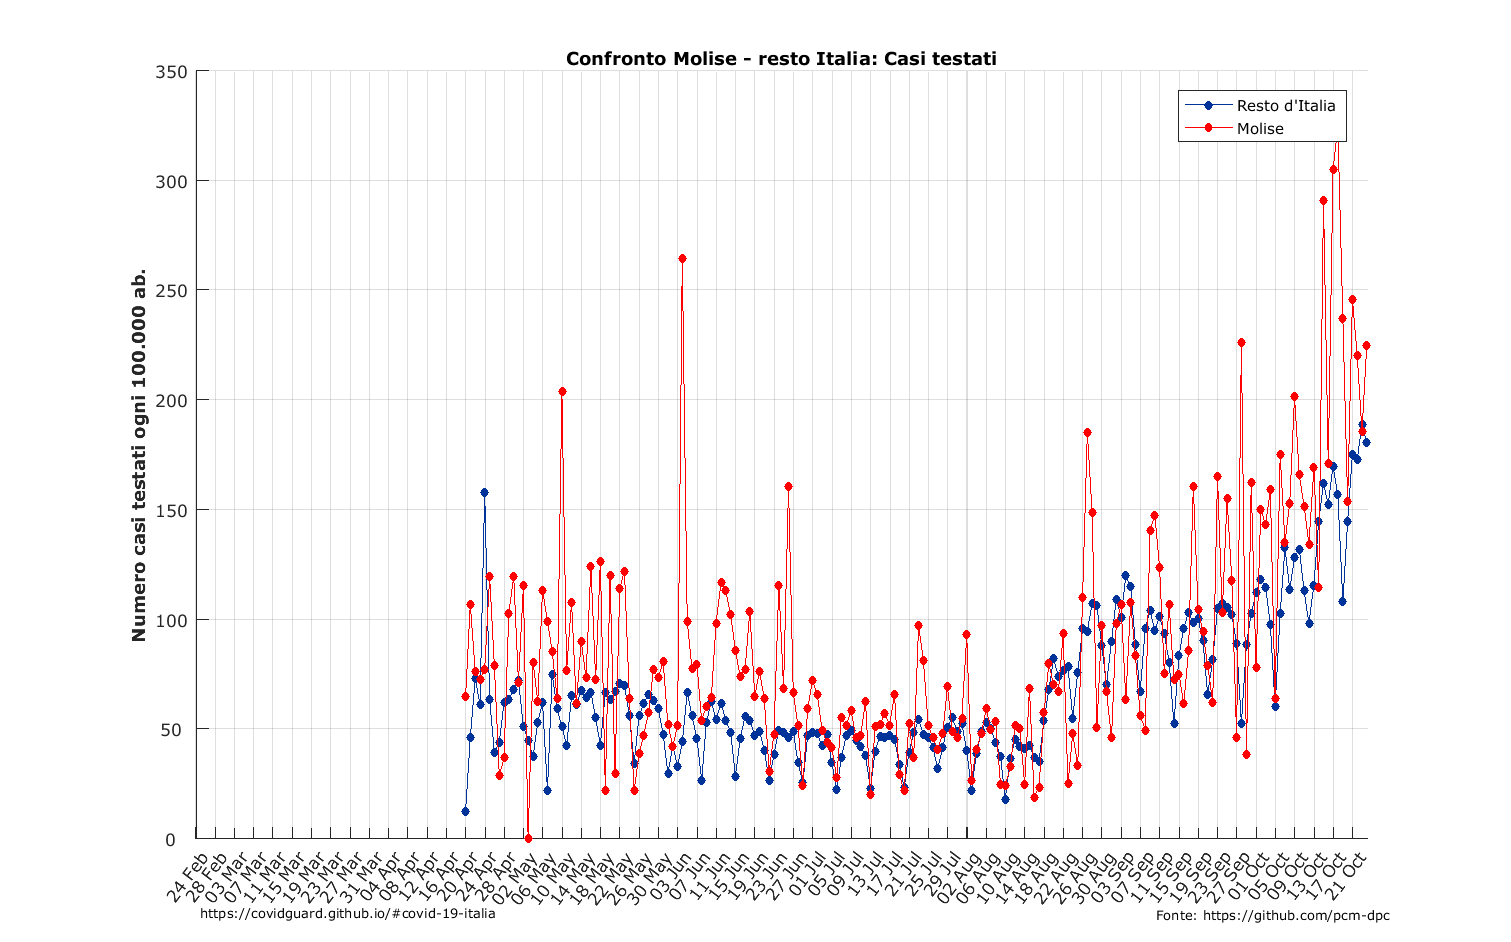 Confronto Molise - resto Italia: Casi testati
Numero casi testati ogni 100.000 ab.
350
300
250
200
150
100
50
0
Resto d'Italia
Molise
24 Feb
28 Feb
03 Mar
07 Mar
11 Mar
15 Mar
19 Mar
23 Mar
27 Mar
31 Mar
04 Apr
08 Apr
12 Apr
16 Apr
20 Apr
24 Apr
28 Apr
02 May
06 May
10 May
14 May
18 May
22 May
26 May
30 May
03 Jun
07 Jun
11 Jun
15 Jun
19 Jun
23 Jun
27 Jun
01 Jul
05 Jul
09 Jul
13 Jul
17 Jul
21 Jul
25 Jul
29 Jul
02 Aug
06 Aug
10 Aug
14 Aug
18 Aug
22 Aug
26 Aug
30 Aug
03 Sep
07 Sep
11 Sep
15 Sep
19 Sep
23 Sep
27 Sep
01 Oct
05 Oct
09 Oct
13 Oct
17 Oct
21 Oct
https://covidguard.github.io/#covid-19-italia
Fonte: https://github.com/pcm-dpc